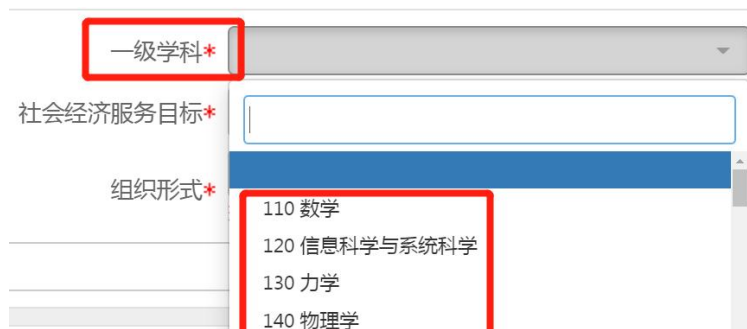 一级学科*
社会经济服务目标*
组织形式*
110 数学
120 信息科学与系统科学
130 力学
140 物理学